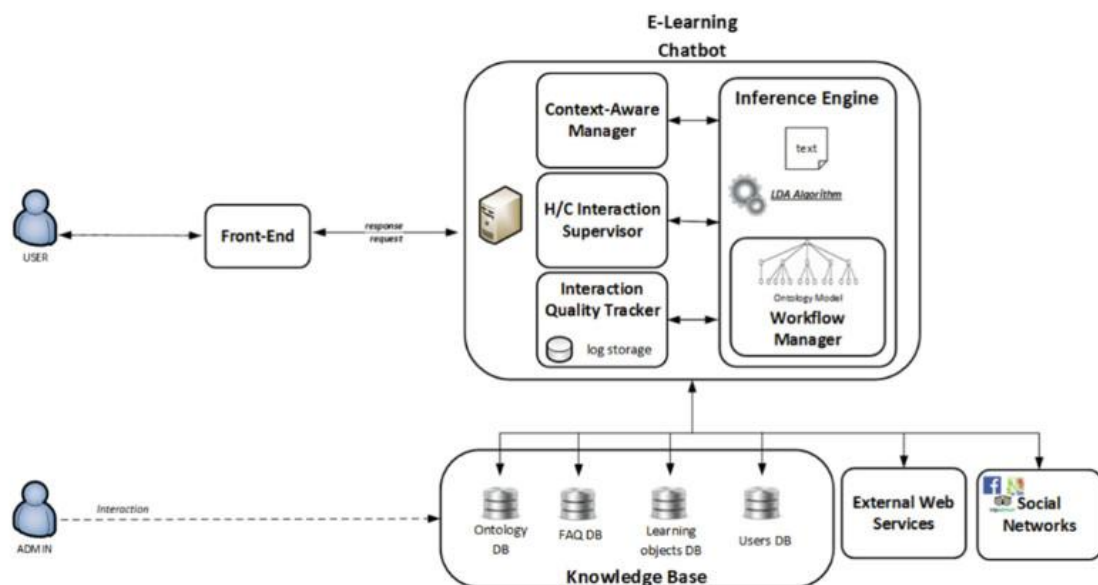 E-Learning
Chatbot
Context-Aware
Manager
Inference Engine
text
LDA Algorithm
H/C Interaction
Supervisor
USER
Front-End
response
request
Ontology Model
Workflow
Manager
Interaction
Quality Tracker
log storage
ADMIN
Interaction
Ontology
DB
FAQ DB
Learning
objects DB
Users DB
Knowledge Base
External Web
Services
Social
Networks